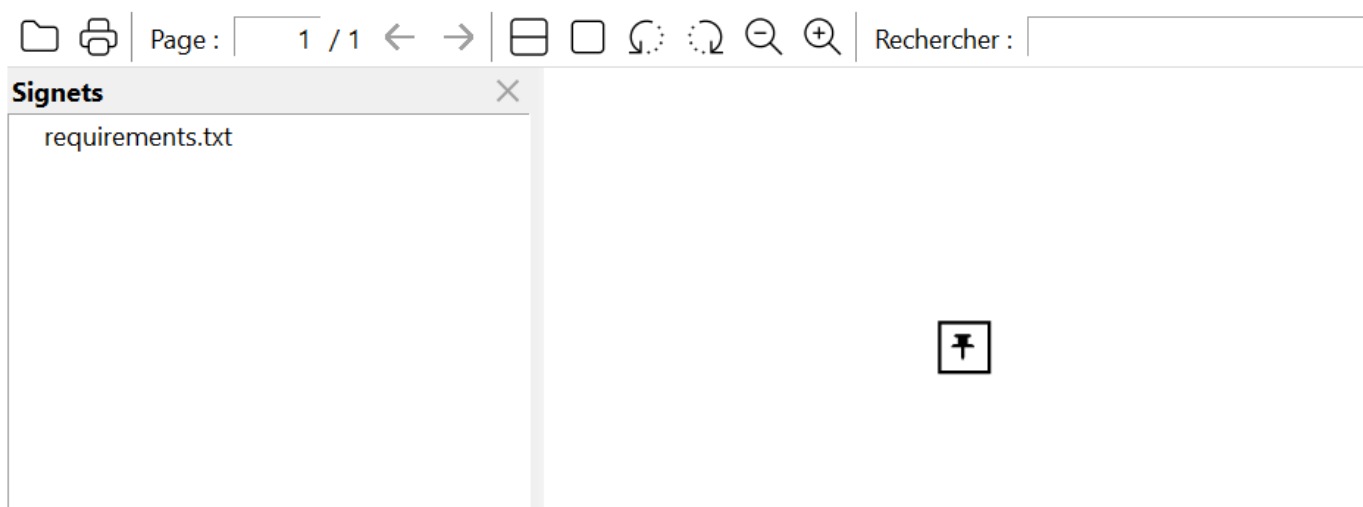 Page : 1 / 1 Rechercher :
Signets
requirements.txt